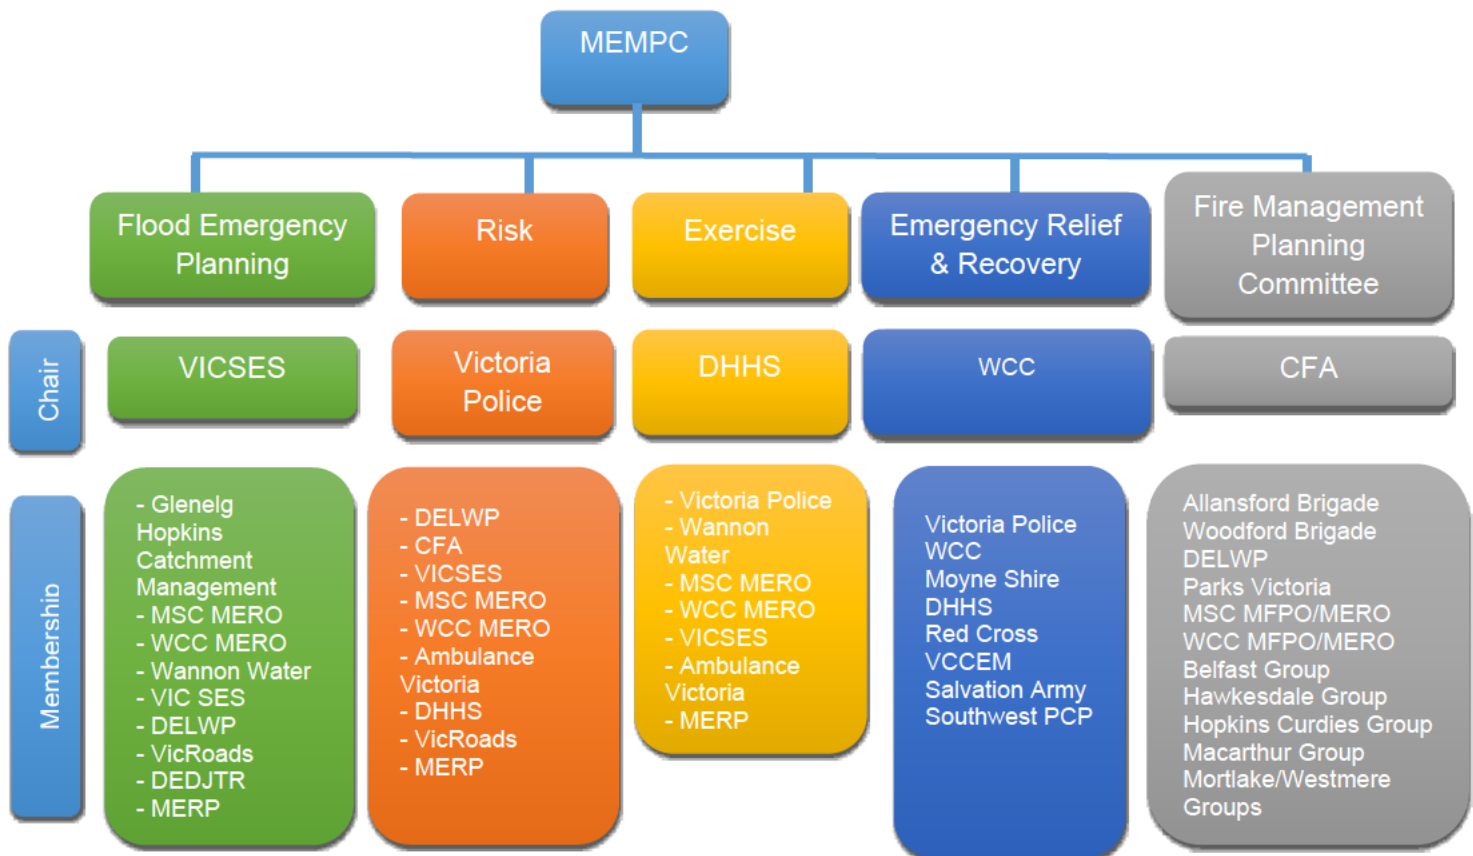 MEMPC
Flood Emergency
Planning
Risk
Exercise
Emergency Relief
& Recovery
Fire Management
Planning
Committee
Chair
VICSES
Victoria
Police
DHHS
WCC
CFA
Membership
- Glenelg
Hopkins
Catchment
Management
- MSC MERO
- WCC MERO
- Wannon Water
- VIC SES
- DELWP
- VicRoads
- DEDJTR
- MERP
- DELWP
- CFA
- VICSES
- MSC MERO
- WCC MERO
- Ambulance
Victoria
- DHHS
- VicRoads
- MERP
- Victoria Police
- Wannon
Water
- MSC MERO
- WCC MERO
- VICSES
- Ambulance
Victoria
- MERP
Victoria Police
WCC
Moyne Shire
DHHS
Red Cross
VCCEM
Salvation Army
Southwest PCP
Allansford Brigade
Woodford Brigade
DELWP
Parks Victoria
MSC MFPO/MERO
WCC MFPO/MERO
Belfast Group
Hawkesdale Group
Hopkins Curdies Group
Macarthur Group
Mortlake/Westmere
Groups